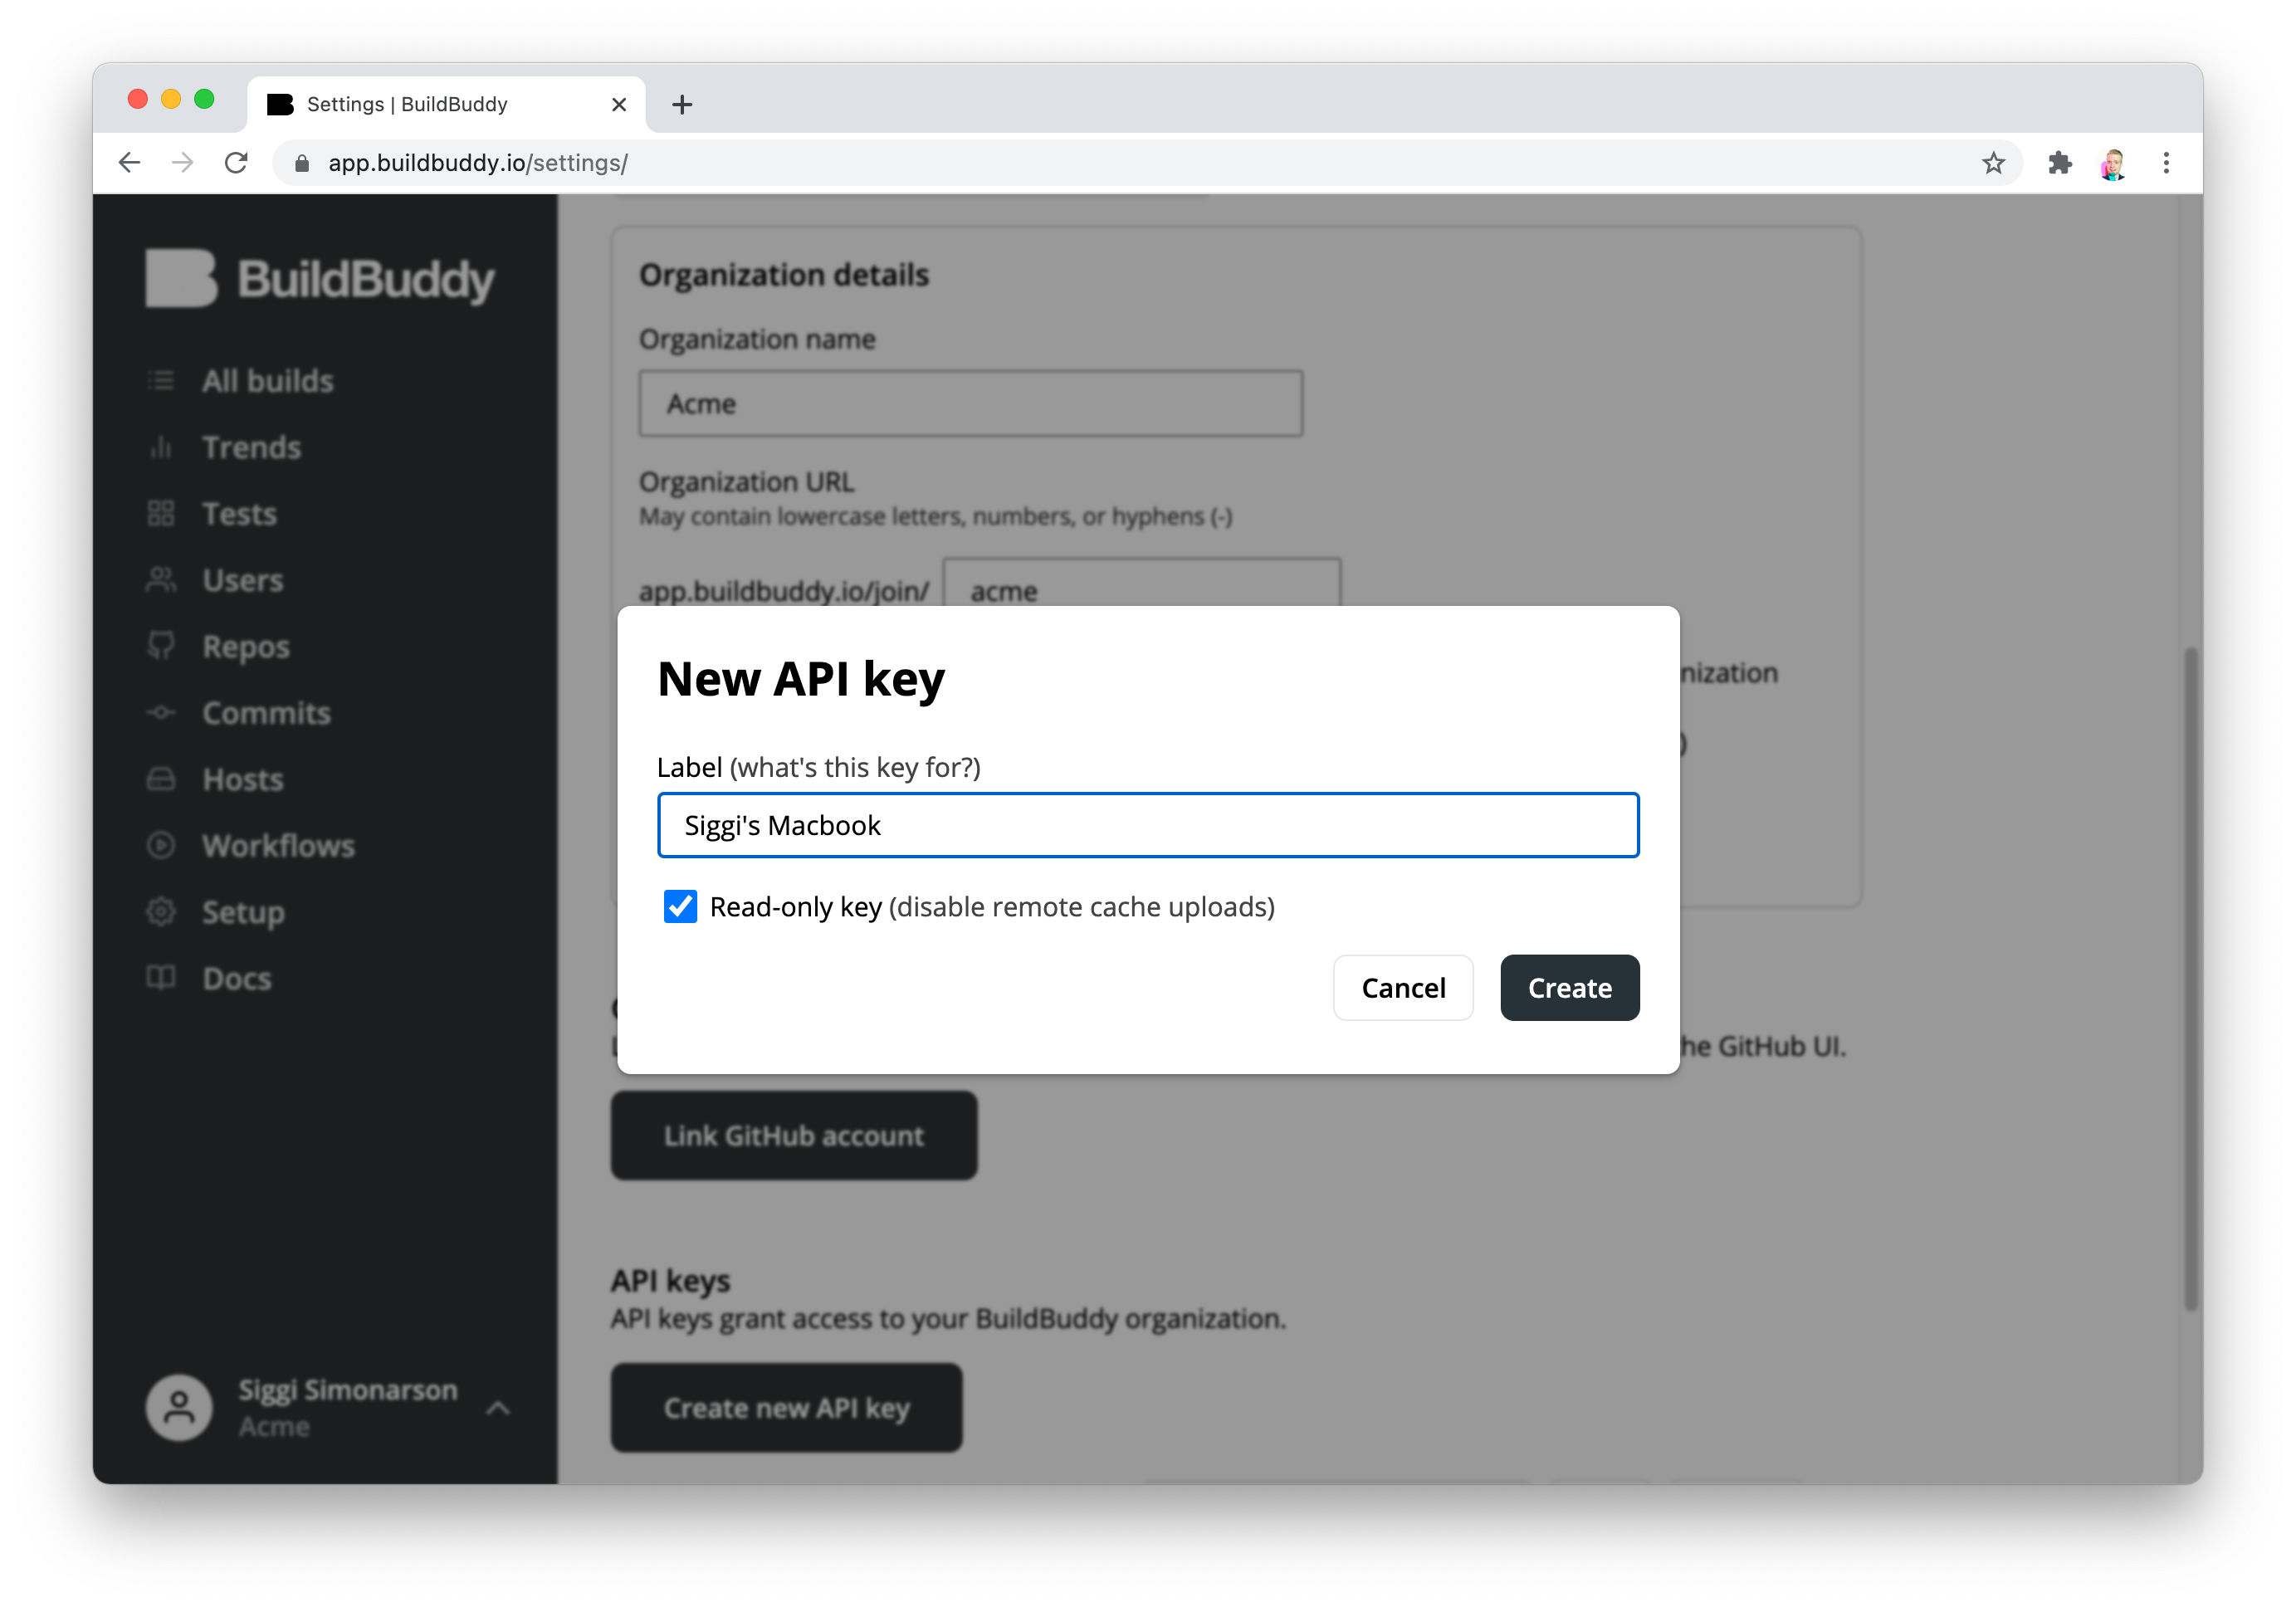 Settings | BuildBuddy
app.buildbuddy.io/settings/
BuildBuddy
All builds
Trends
Tests
Users
Repos
Commits
Hosts
Workflows
Setup
Docs
Siggi Simonarson
Acme
Organization details
Organization name
Acme
Organization URL
May contain lowercase letters, numbers, or hyphens (-)
app.buildbuddy.io/join/ acme
New API key
Label (what's this key for?)
Siggi's Macbook
Read-only key (disable remote cache uploads)
Cancel Create
he GitHub UI.
Link GitHub account
API keys
API keys grant access to your BuildBuddy organization.
Create new API key